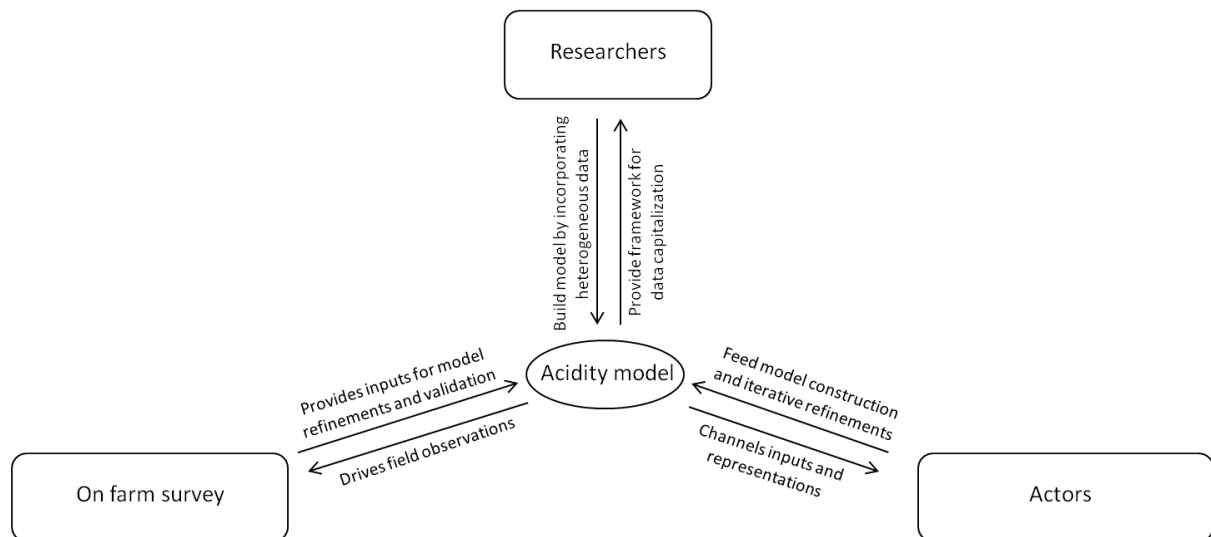 Researchers
Build model by incorporating
heterogeneous data
Provide framework for
data capitalization
Acidity model
Provides inputs for model
refinements and validation
Drives field observations
Feed model construction
and iterative refinements
Channels inputs and
representations
On farm survey
Actors